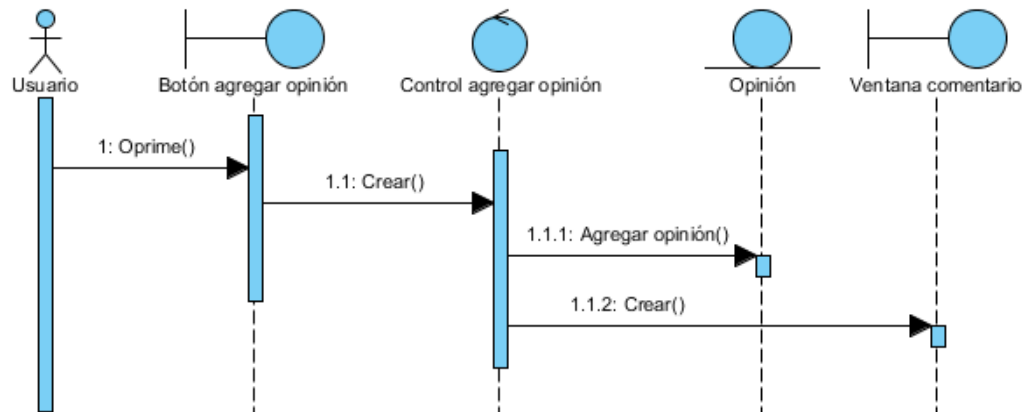 Usuario
Botón agregar opinión
Control agregar opinión
Opinión
Ventana comentario
1: Oprime()
1.1: Crear()
1.1.1: Agregar opinión()
1.1.2: Crear()